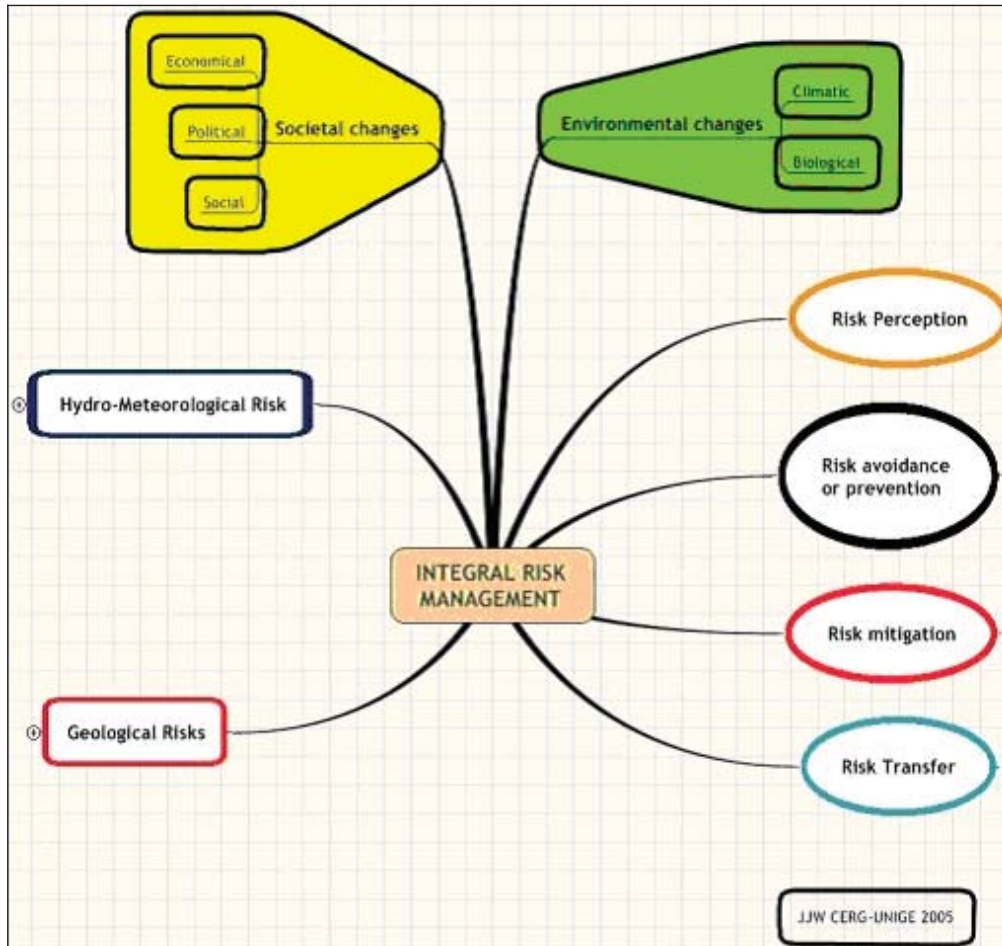 Economical
Political
Social
Societal changes
Environmental changes
Climatic
Biological
Risk Perception
Hydro-Meteorological Risk
Risk avoidance
or prevention
INTEGRAL RISK
MANAGEMENT
Risk mitigation
Geological Risks
Risk Transfer
JJW CERG-UNIGE 2005